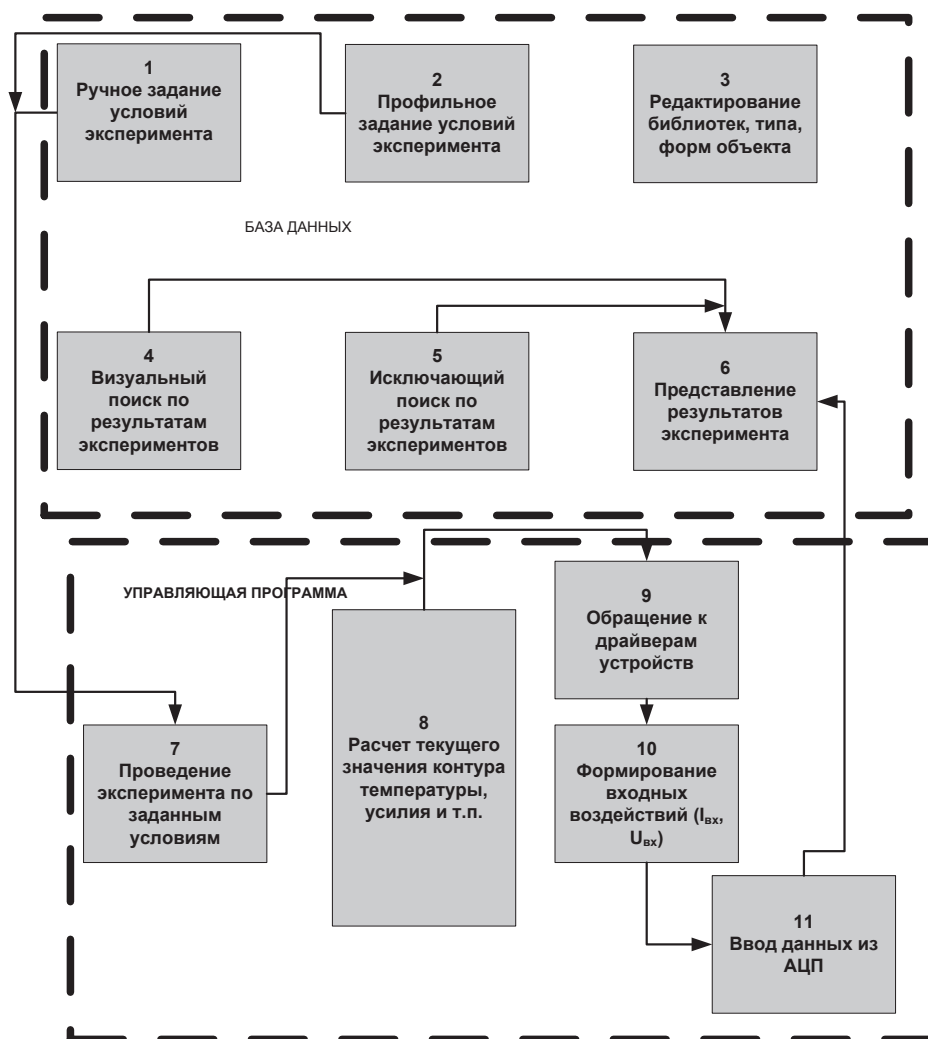 1
Ручное задание
условий
эксперимента
2
Профильное
задание условий
эксперимента
3
Редактирование
библиотек, типа,
форм объекта
БАЗА ДАННЫХ
4
Визуальный
поиск по
результатам
экспериментов
5
Исключающий
поиск по
результатам
экспериментов
6
Представление
результатов
эксперимента
УПРАВЛЯЮЩАЯ ПРОГРАММА
7
Проведение
эксперимента по
заданным
условиям
8
Расчет текущего
значения контура
температуры,
усилия и т.п.
9
Обращение к
драйверам
устройств
10
Формирование
входных
воздействий (Iвх,
Uвх)
11
Ввод данных из
АЦП